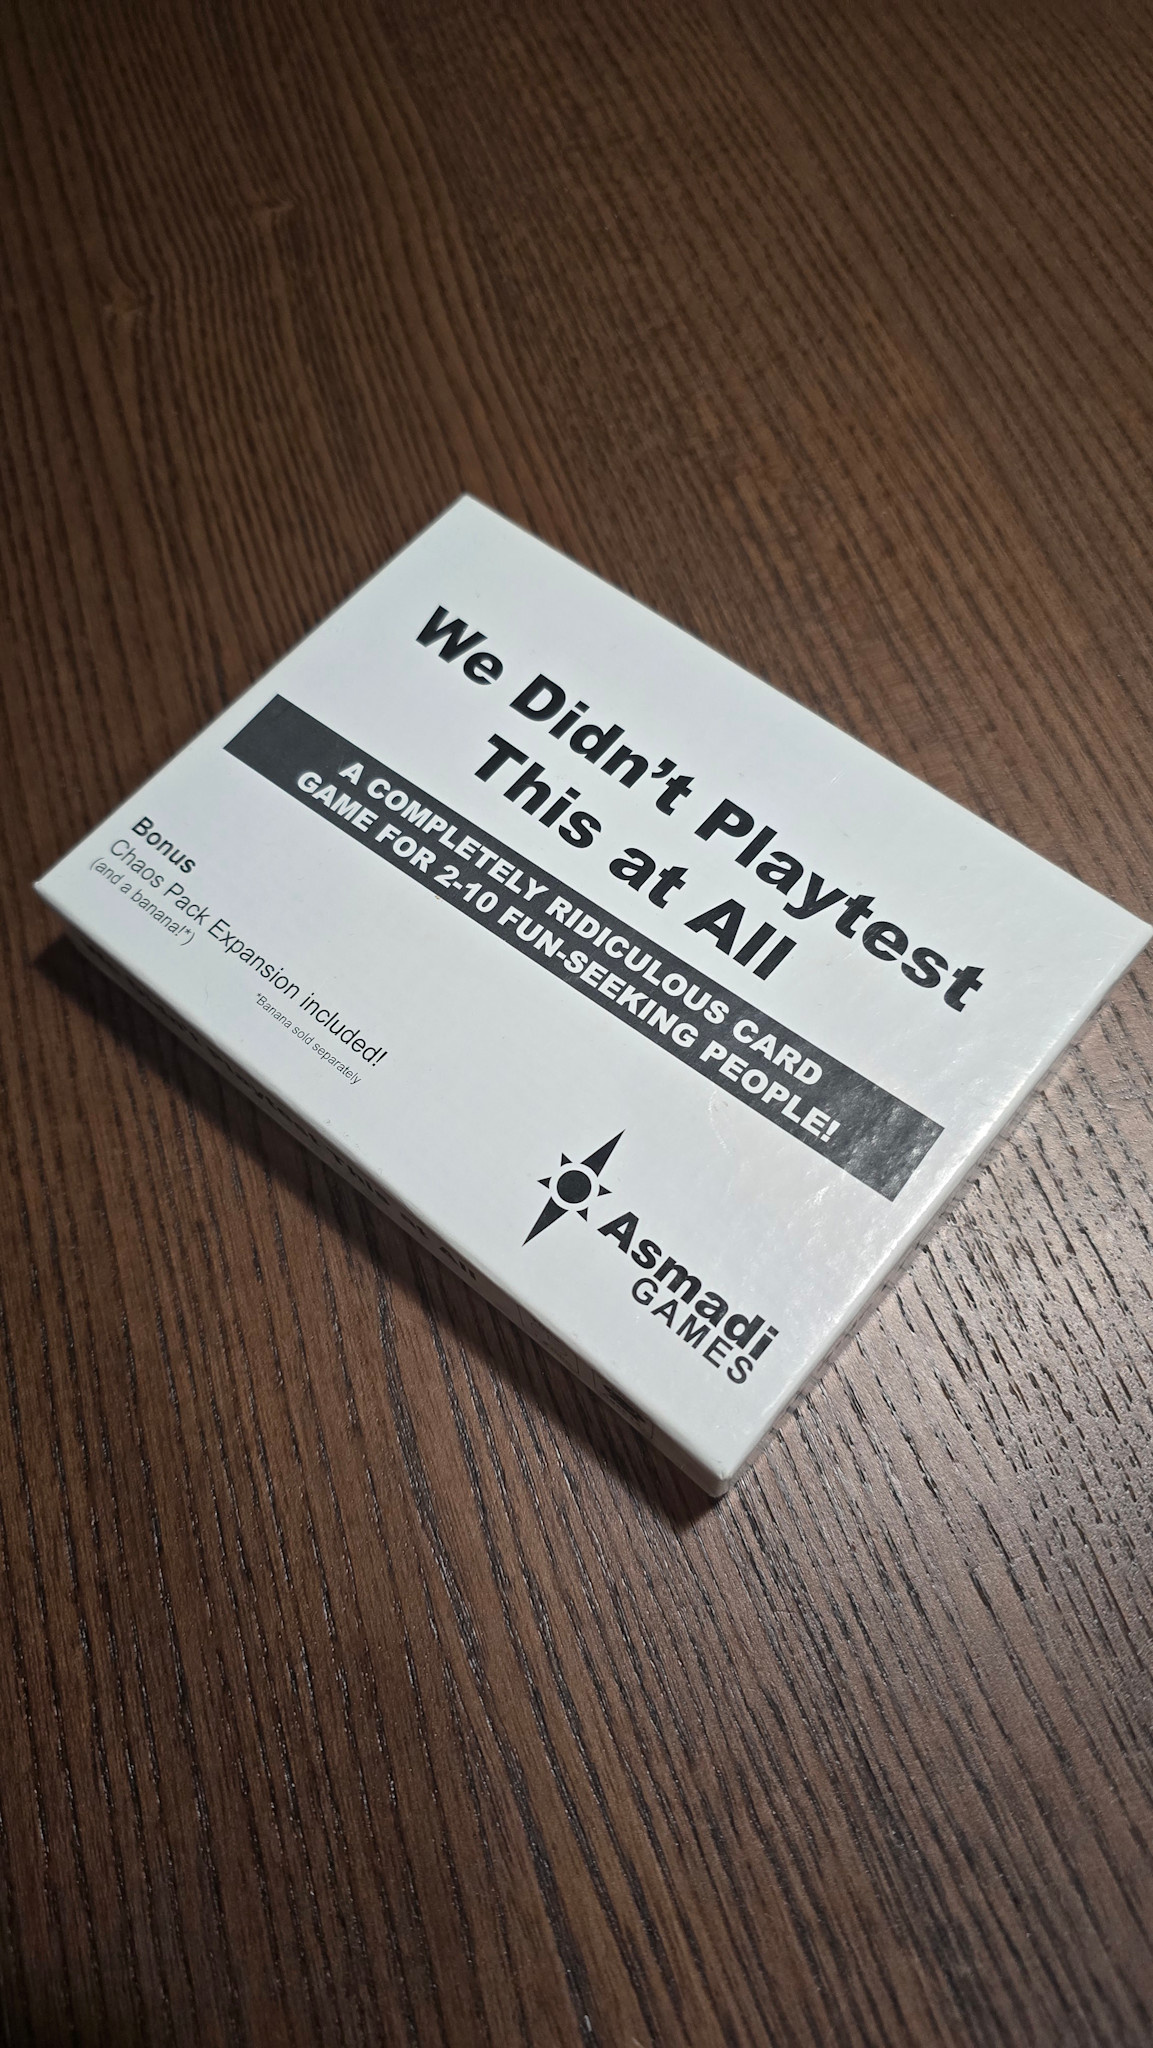 We Didn't Playtest
This at All
A COMPLETELY RIDICULOUS CARD
GAME FOR 2-10 FUN-SEEKING PEOPLE!
Bonus
Chaos Pack Expansion included!
(and a banana!*)
*Banana sold separately
Asmadi
GAMES